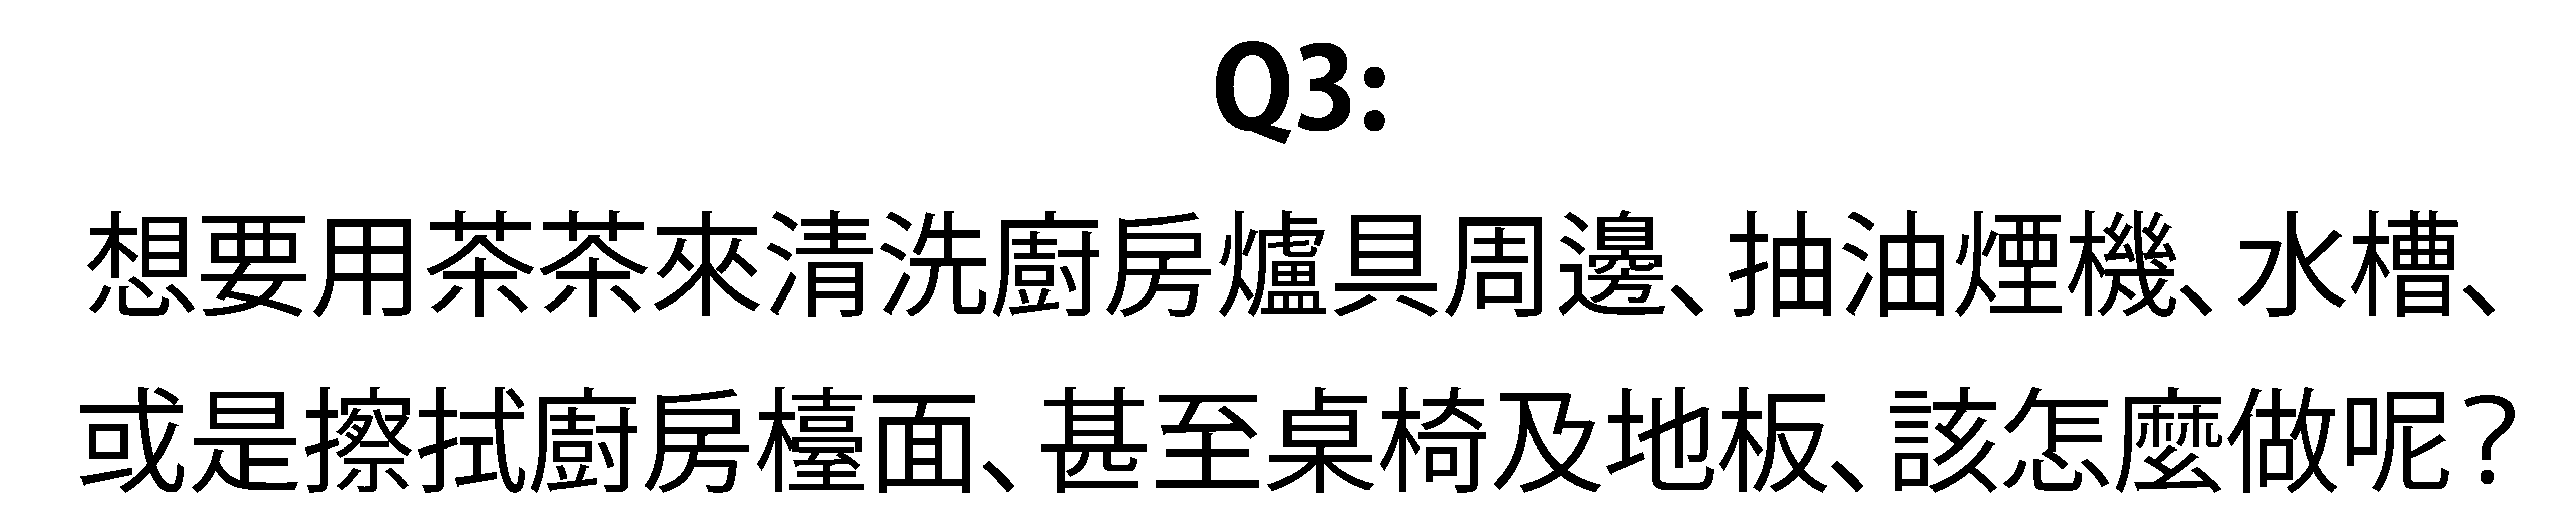 Q3:
想要用茶茶來清洗廚房爐具周邊、抽油煙機、水槽、
或是擦拭廚房檯面、甚至桌椅及地板、該怎麼做呢？